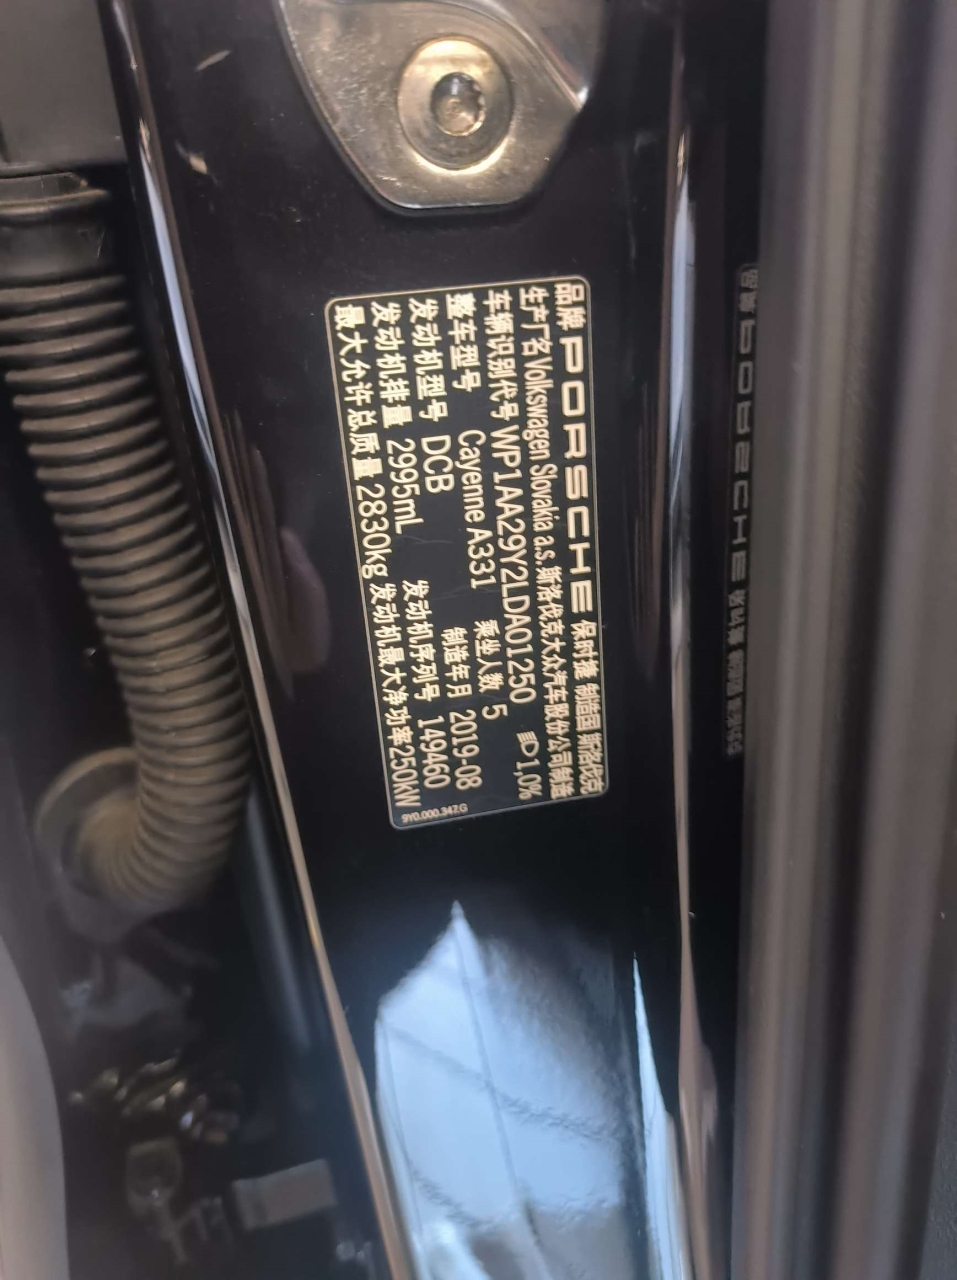 品牌 PORSCHE 保时捷 制造国 斯洛伐克
生产厂名 Volkswagen Slovakia a.s. 斯洛伐克大众汽车股份公司制造
车辆识别代号 WP1AA29Y2LDA01250 1,0%
整车型号 Cayenne A331 乘坐人数 5
发动机型号 DCB 制造年月 2019-08
发动机排量 2995mL 发动机序列号 149460
最大允许总质量 2830kg 发动机最大净功率 250kW
9Y0.000.347.G